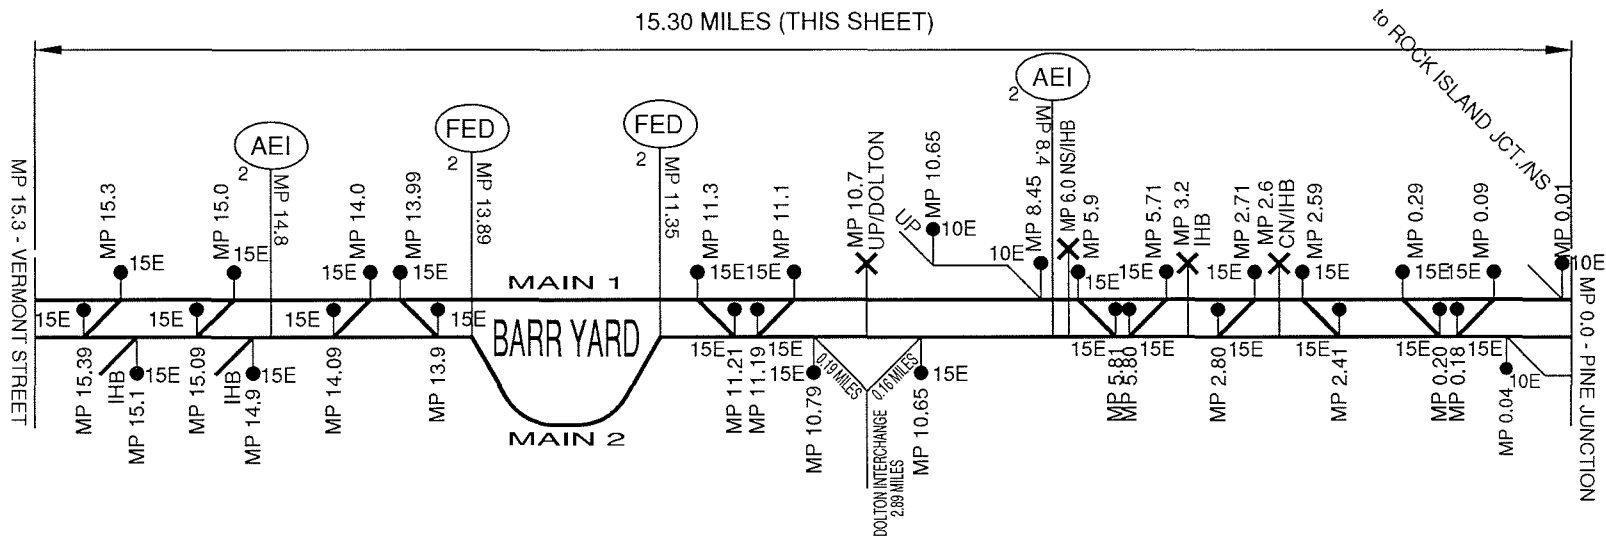 15.30 MILES (THIS SHEET)
to ROCK ISLAND JCT./NS
MP 15.3 - VERMONT STREET
MP 15.3
15E
MP 15.0
15E
AEI
2
MP 14.8
MP 14.0
15E
MP 13.99
15E
FED
2
MP 13.89
FED
2
MP 11.35
MP 11.3
15E
MP 11.1
15E
MP 10.7
UP/DOLTON
UP
MP 10.65
10E
MP 8.45
10E
AEI
2
MP 8.4
MP 6.0 NS/IHB
MP 5.9
15E
MP 5.71
15E
MP 3.2
IHB
MP 2.71
15E
MP 2.6
CN/IHB
MP 2.59
15E
MP 0.29
15E
MP 0.09
15E
MP 0.01
10E
MAIN 1
BARR YARD
MAIN 2
15E
MP 15.39
IHB
MP 15.1
15E
15E
MP 15.09
IHB
MP 14.9
15E
15E
MP 14.09
15E
MP 13.9
15E
MP 11.21
15E
MP 11.19
15E
MP 10.79
0.19 MILES
0.16 MILES
DOLTON INTERCHANGE
2.89 MILES
15E
MP 10.65
15E
MP 5.81
15E
MP 5.80
15E
MP 2.80
15E
MP 2.41
15E
MP 0.20
15E
MP 0.18
10E
MP 0.04
MP 0.0 - PINE JUNCTION